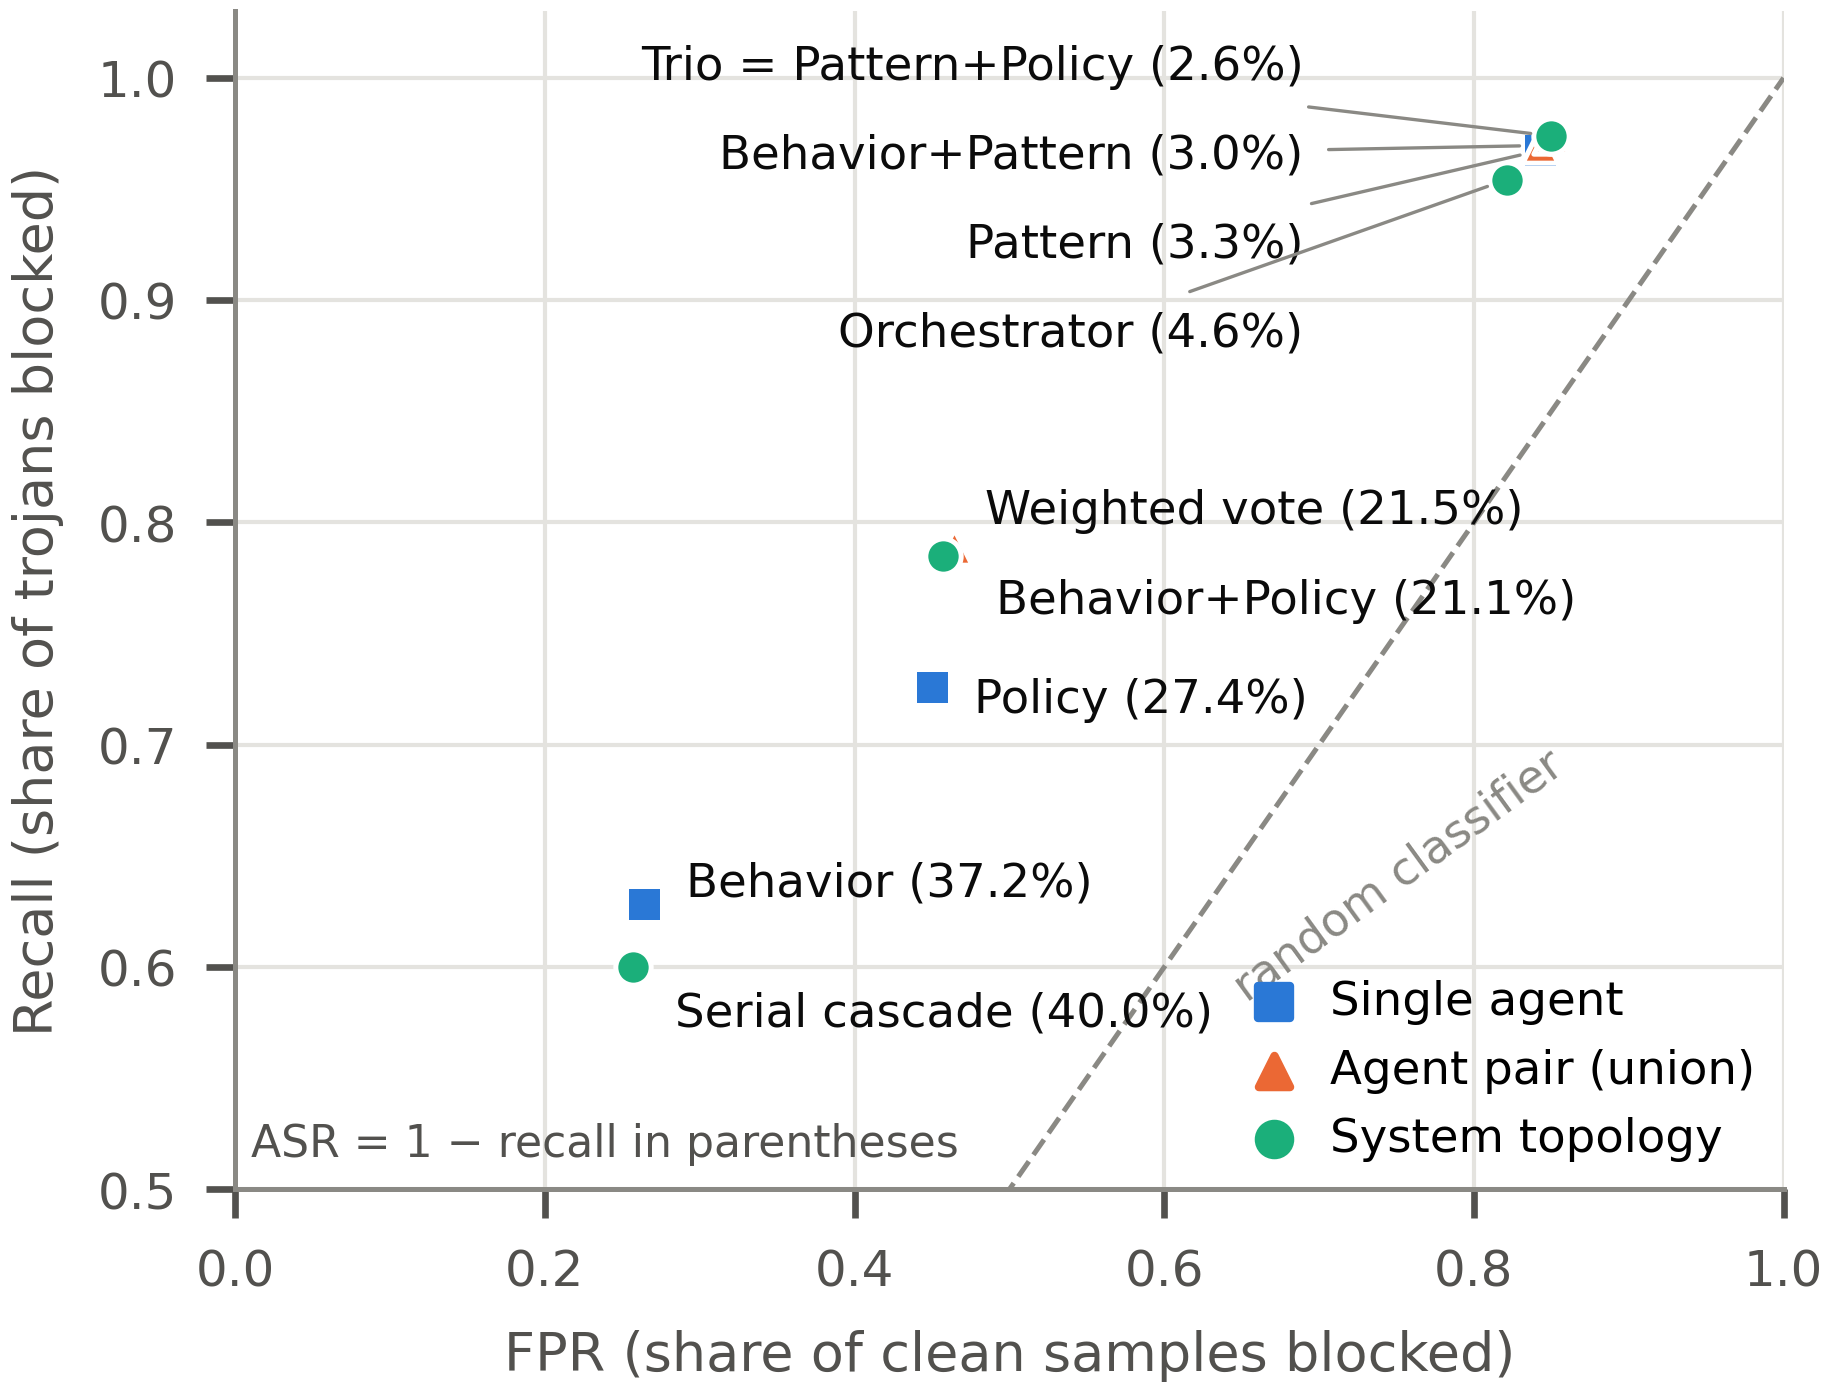 Trio = Pattern+Policy (2.6%)
Behavior+Pattern (3.0%)
Pattern (3.3%)
Orchestrator (4.6%)
Weighted vote (21.5%)
Behavior+Policy (21.1%)
Policy (27.4%)
random classifier
Behavior (37.2%)
Serial cascade (40.0%)
Single agent
Agent pair (union)
System topology
ASR = 1 − recall in parentheses
Recall (share of trojans blocked)
1.0
0.9
0.8
0.7
0.6
0.5
0.0 0.2 0.4 0.6 0.8 1.0
FPR (share of clean samples blocked)